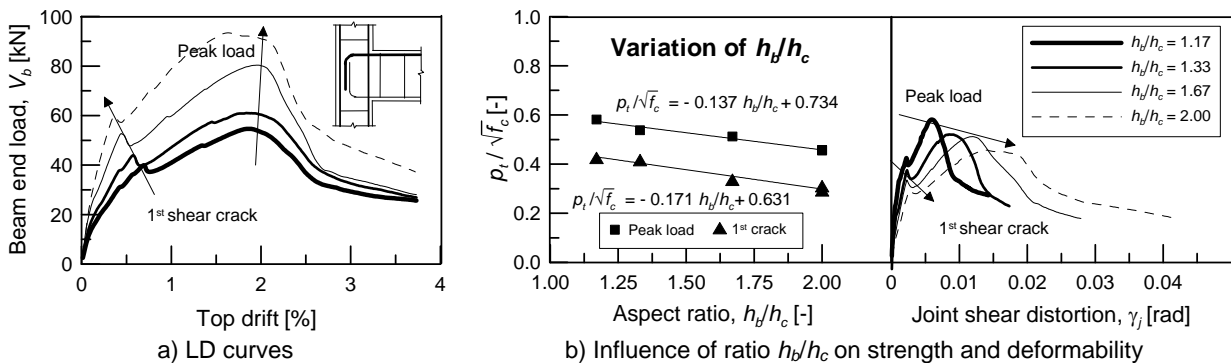 100
80
60
40
20
0
Beam end load, V_b [kN]
Peak load
1st shear crack
0 1 2 3 4
Top drift [%]
a) LD curves
1.0
0.8
0.6
0.4
0.2
0.0
p_t / √f_c [-]
Variation of h_b/h_c
p_t/√f_c = - 0.137 h_b/h_c + 0.734
p_t/√f_c = - 0.171 h_b/h_c + 0.631
Peak load 1st crack
1.00 1.25 1.50 1.75 2.00
Aspect ratio, h_b/h_c [-]
h_b/h_c = 1.17
h_b/h_c = 1.33
h_b/h_c = 1.67
h_b/h_c = 2.00
Peak load
1st shear crack
0 0.01 0.02 0.03 0.04 0.05
Joint shear distortion, γ_j [rad]
b) Influence of ratio h_b/h_c on strength and deformability